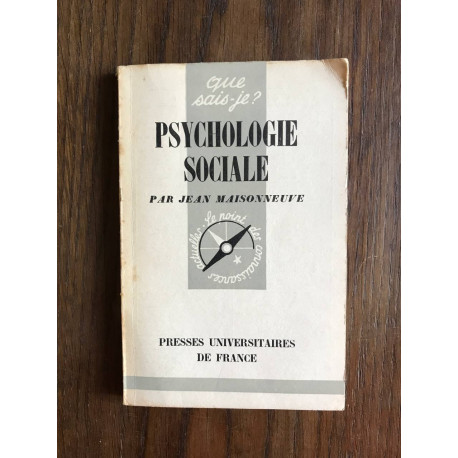 que
sais-je?
PSYCHOLOGIE
SOCIALE
PAR JEAN MAISONNEUVE
Le point des connaissances actuelles
PRESSES UNIVERSITAIRES
DE FRANCE